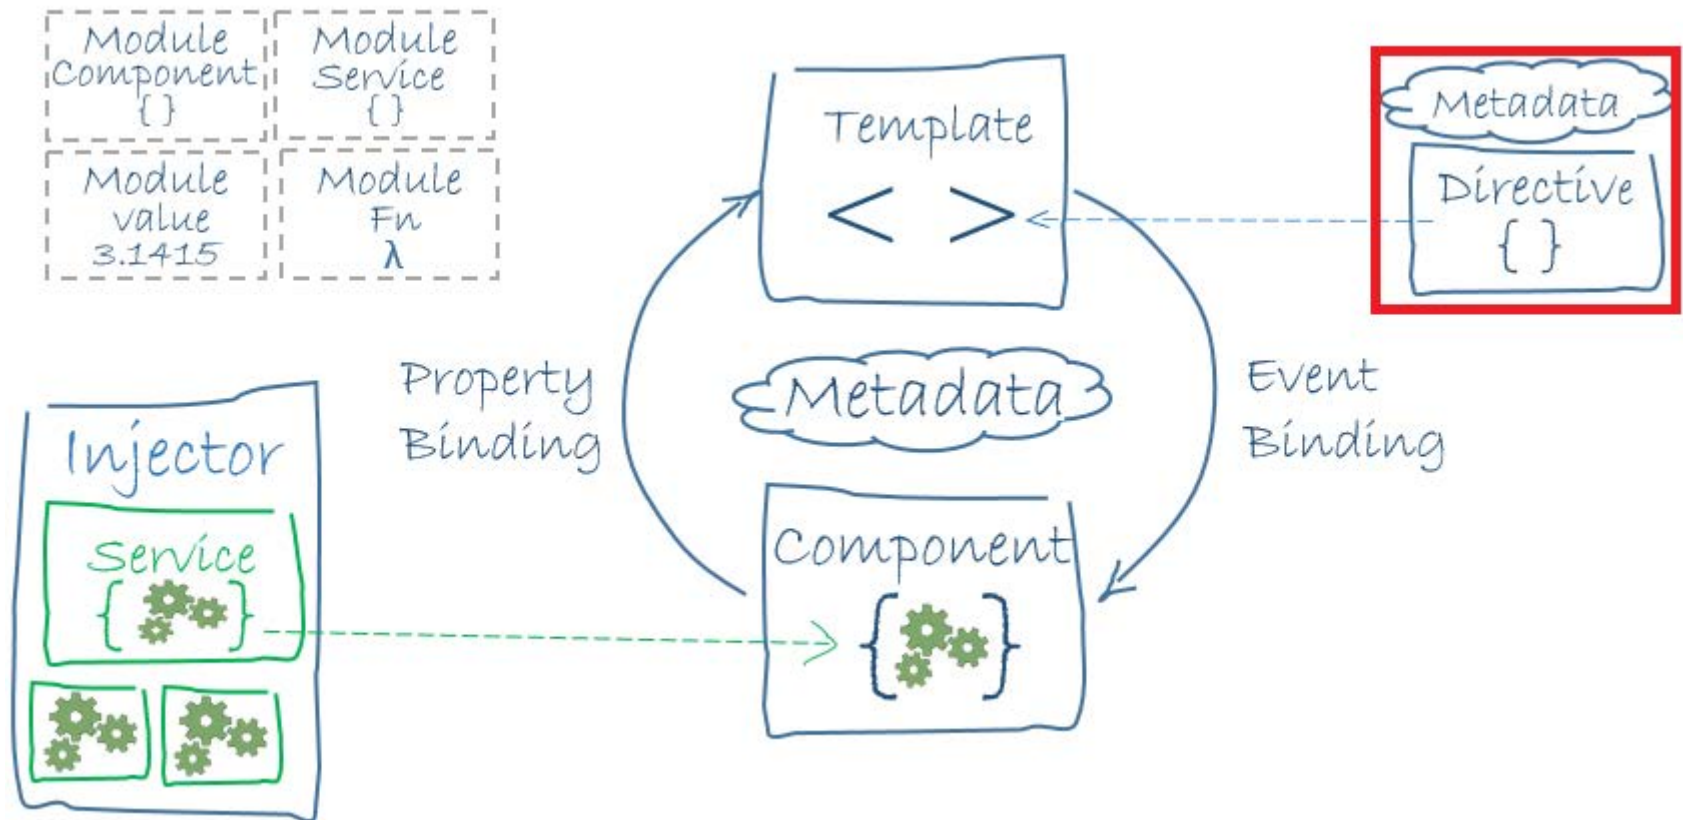 Module
Component
{ }
Module
Service
{ }
Module
value
3.1415
Module
Fn
λ
Template
< >
Metadata
Directive
{ }
Property
Binding
Metadata
Event
Binding
Injector
Service
{ }
Component
{ }